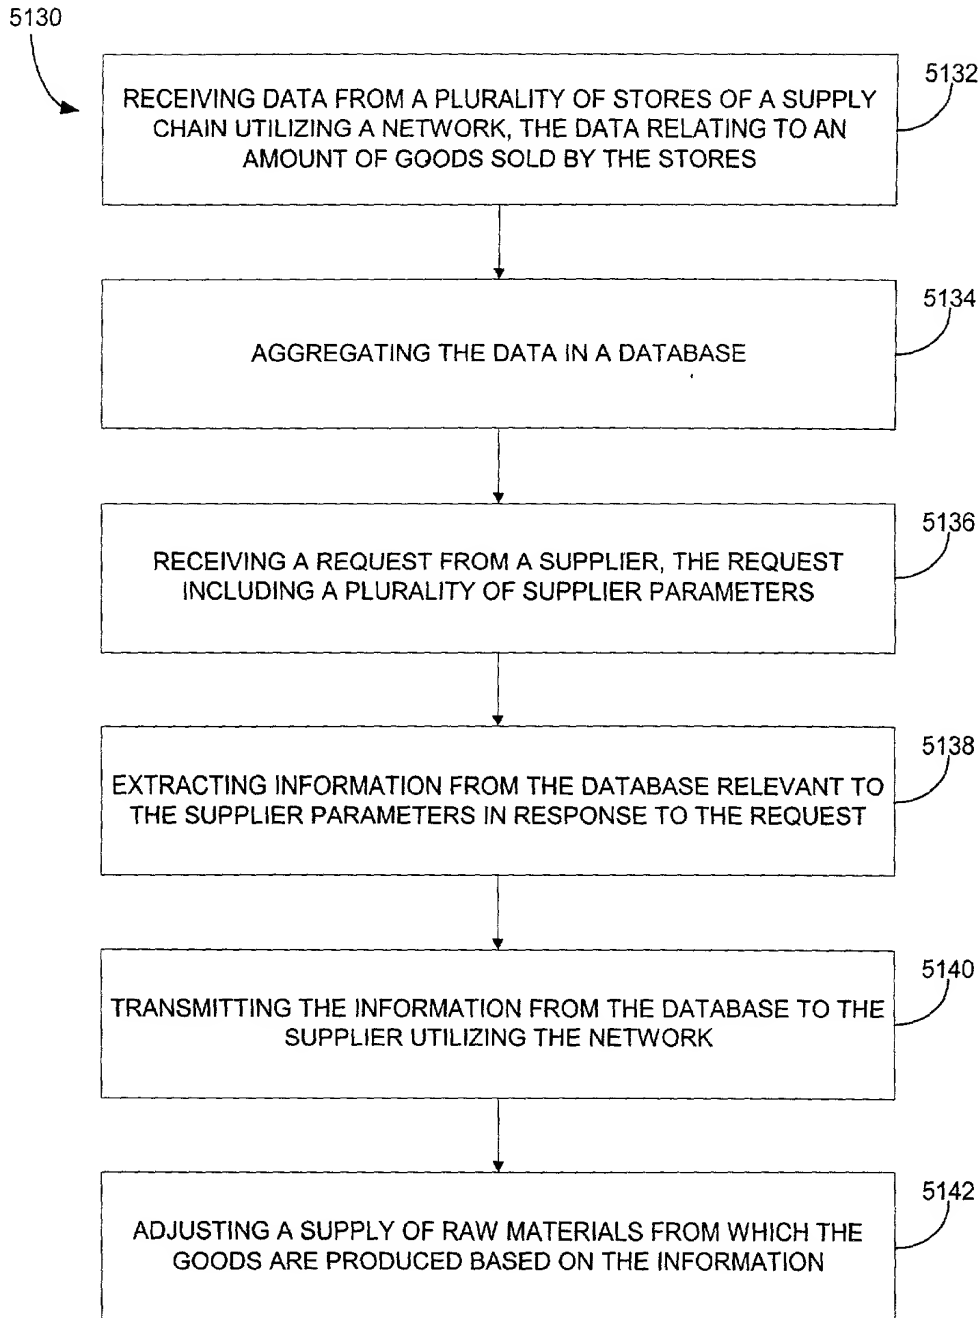 5130
RECEIVING DATA FROM A PLURALITY OF STORES OF A SUPPLY
CHAIN UTILIZING A NETWORK, THE DATA RELATING TO AN
AMOUNT OF GOODS SOLD BY THE STORES
5132
AGGREGATING THE DATA IN A DATABASE
5134
RECEIVING A REQUEST FROM A SUPPLIER, THE REQUEST
INCLUDING A PLURALITY OF SUPPLIER PARAMETERS
5136
EXTRACTING INFORMATION FROM THE DATABASE RELEVANT TO
THE SUPPLIER PARAMETERS IN RESPONSE TO THE REQUEST
5138
TRANSMITTING THE INFORMATION FROM THE DATABASE TO THE
SUPPLIER UTILIZING THE NETWORK
5140
ADJUSTING A SUPPLY OF RAW MATERIALS FROM WHICH THE
GOODS ARE PRODUCED BASED ON THE INFORMATION
5142